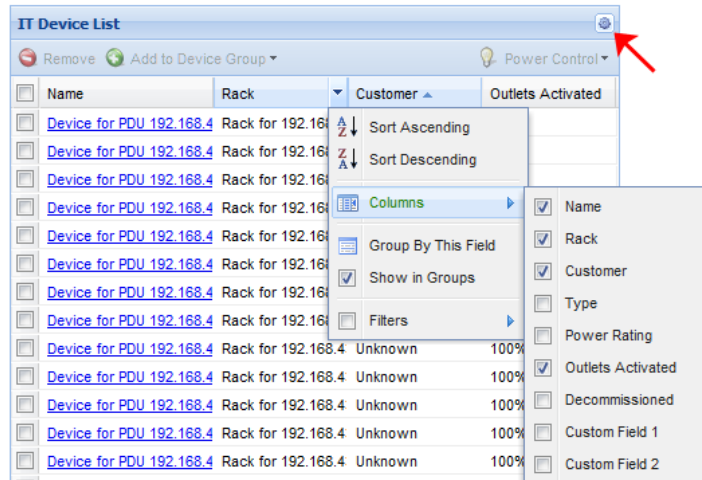 IT Device List
Remove Add to Device Group Power Control
Name Rack Customer Outlets Activated
Device for PDU 192.168.4 Rack for 192.168
Device for PDU 192.168.4 Rack for 192.168
Device for PDU 192.168.4 Rack for 192.168
Device for PDU 192.168.4 Rack for 192.168
Device for PDU 192.168.4 Rack for 192.168
Device for PDU 192.168.4 Rack for 192.168
Device for PDU 192.168.4 Rack for 192.168
Device for PDU 192.168.4 Rack for 192.168
Device for PDU 192.168.4 Rack for 192.168.4 Unknown 100%
Device for PDU 192.168.4 Rack for 192.168.4 Unknown 100%
Device for PDU 192.168.4 Rack for 192.168.4 Unknown 100%
Device for PDU 192.168.4 Rack for 192.168.4 Unknown 100%
Device for PDU 192.168.4 Rack for 192.168.4 Unknown 100%
A Z Sort Ascending
Z A Sort Descending
Columns
Group By This Field
Show in Groups
Filters
Name
Rack
Customer
Type
Power Rating
Outlets Activated
Decommissioned
Custom Field 1
Custom Field 2